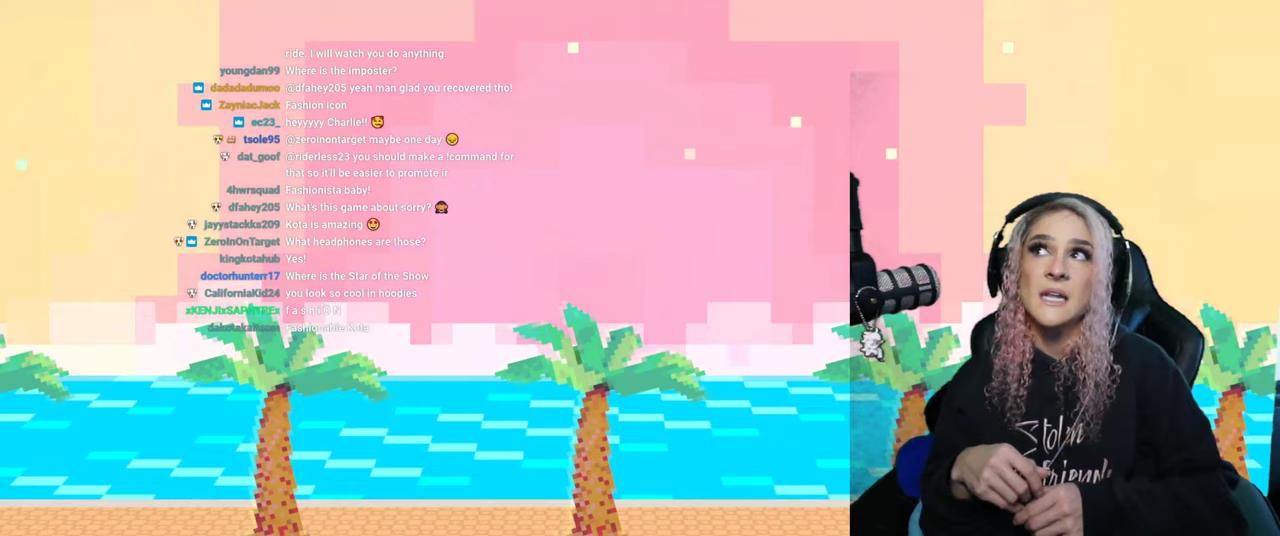 ride. I will watch you do anything.
youngdan99 Where is the imposter?
dadadadumoo @dfahey205 yeah man glad you recovered tho!
ZayniacJack Fashion icon
ec23_ heyyyyy Charlie!!
tsole95 @zeroinontarget maybe one day
dat_goof @riderless23 you should make a !command for
that so it'll be easier to promote ir
4hwrsquad Fashionista baby!
dfahey205 What's this game about sorry?
jayystackks209 Kota is amazing
ZeroInOnTarget What headphones are those?
kingkotahub Yes!
doctorhunterr17 Where is the Star of the Show
CaliforniaKid24 you look so cool in hoodies
Fashionable Kota
Stolen